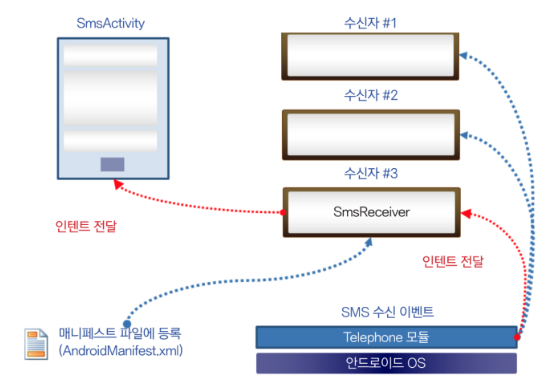 SmsActivity
수신자 #1
수신자 #2
수신자 #3
SmsReceiver
인텐트 전달
인텐트 전달
SMS 수신 이벤트
Telephone 모듈
안드로이드 OS
매니페스트 파일에 등록
(AndroidManifest.xml)